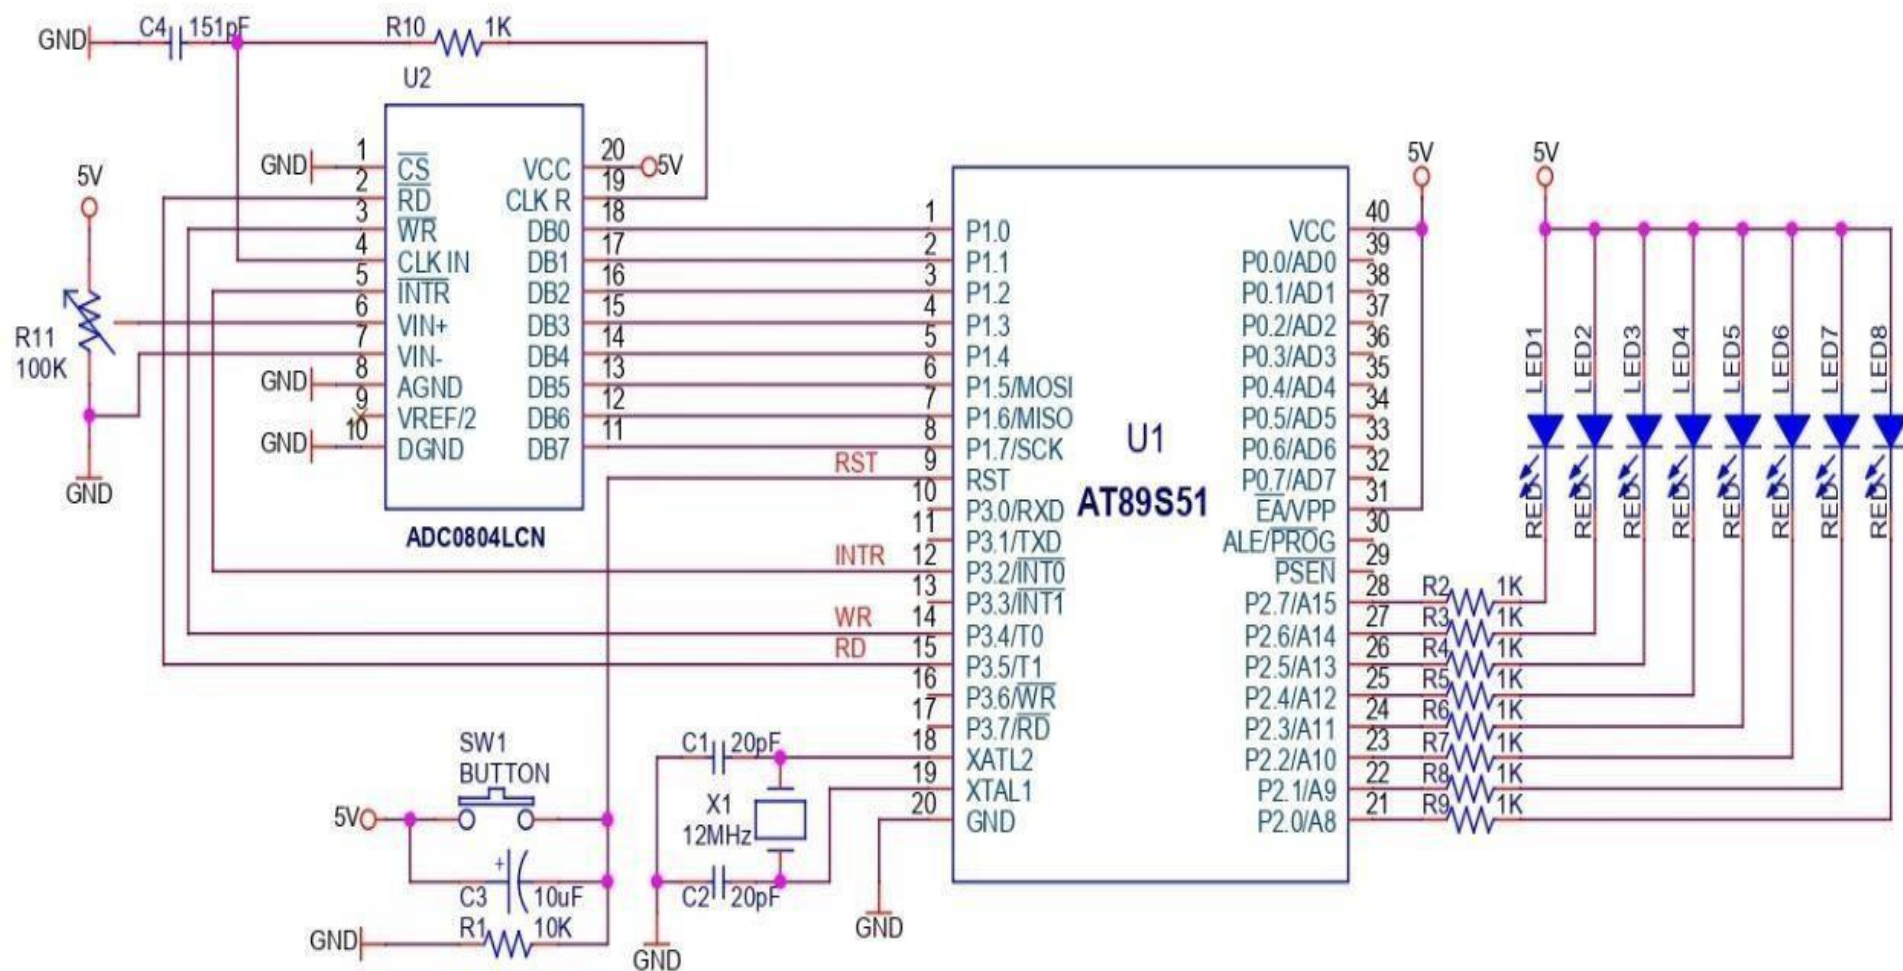 GND
C4 151pF
R10 1K
U2
1 CS
2 RD
3 WR
4 CLK IN
5 INTR
6 VIN+
7 VIN-
8 AGND
9 VREF/2
10 DGND
VCC 20
CLK R 19
DB0 18
DB1 17
DB2 16
DB3 15
DB4 14
DB5 13
DB6 12
DB7 11
ADC0804LCN
GND
GND
GND
5V
5V
R11
100K
GND
RST
INTR
WR
RD
1 P1.0
2 P1.1
3 P1.2
4 P1.3
5 P1.4
6 P1.5/MOSI
7 P1.6/MISO
8 P1.7/SCK
9 RST
10 P3.0/RXD
11 P3.1/TXD
12 P3.2/INT0
13 P3.3/INT1
14 P3.4/T0
15 P3.5/T1
16 P3.6/WR
17 P3.7/RD
18 XATL2
19 XTAL1
20 GND
U1
AT89S51
VCC 40
P0.0/AD0 39
P0.1/AD1 38
P0.2/AD2 37
P0.3/AD3 36
P0.4/AD4 35
P0.5/AD5 34
P0.6/AD6 33
P0.7/AD7 32
EA/VPP 31
ALE/PROG 30
PSEN 29
P2.7/A15 28
P2.6/A14 27
P2.5/A13 26
P2.4/A12 25
P2.3/A11 24
P2.2/A10 23
P2.1/A9 22
P2.0/A8 21
5V
5V
LED1
LED2
LED3
LED4
LED5
LED6
LED7
LED8
RED
RED
RED
RED
RED
RED
RED
RED
R2 1K
R3 1K
R4 1K
R5 1K
R6 1K
R7 1K
R8 1K
R9 1K
SW1
BUTTON
5V
C3 10uF
+
R1 10K
GND
C1 20pF
X1
12MHz
C2 20pF
GND
GND